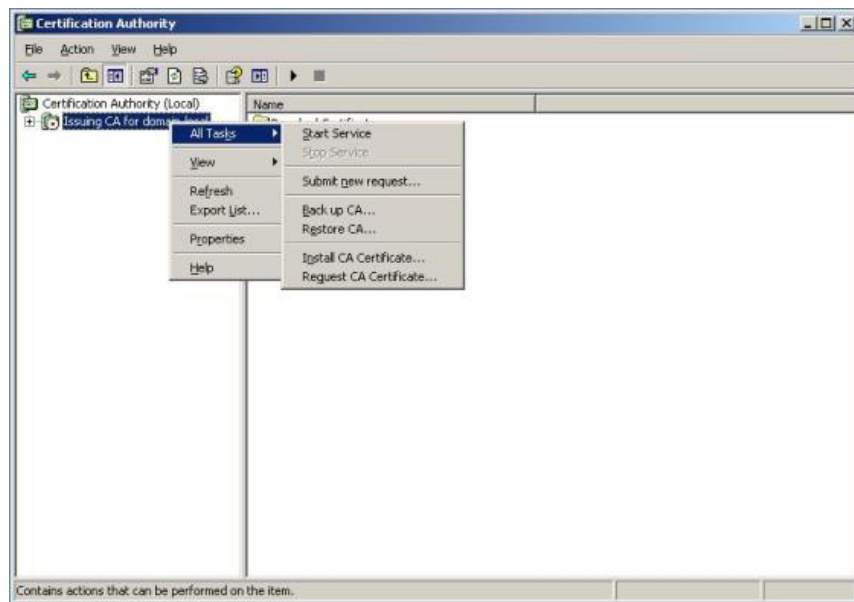 Certification Authority
File Action View Help
Certification Authority (Local)
Name
Issuing CA for domain.local
All Tasks
Start Service
Stop Service
View
Submit new request...
Refresh
Export List...
Back up CA...
Restore CA...
Properties
Install CA Certificate...
Help
Request CA Certificate...
Contains actions that can be performed on the item.